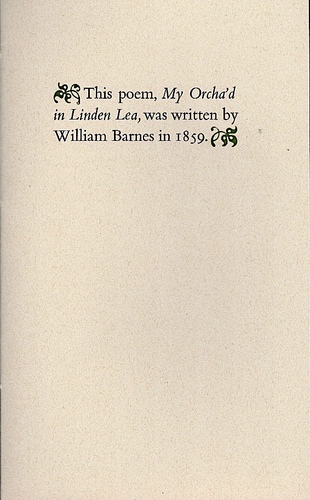 This poem, My Orcha'd
in Linden Lea, was written by
William Barnes in 1859.